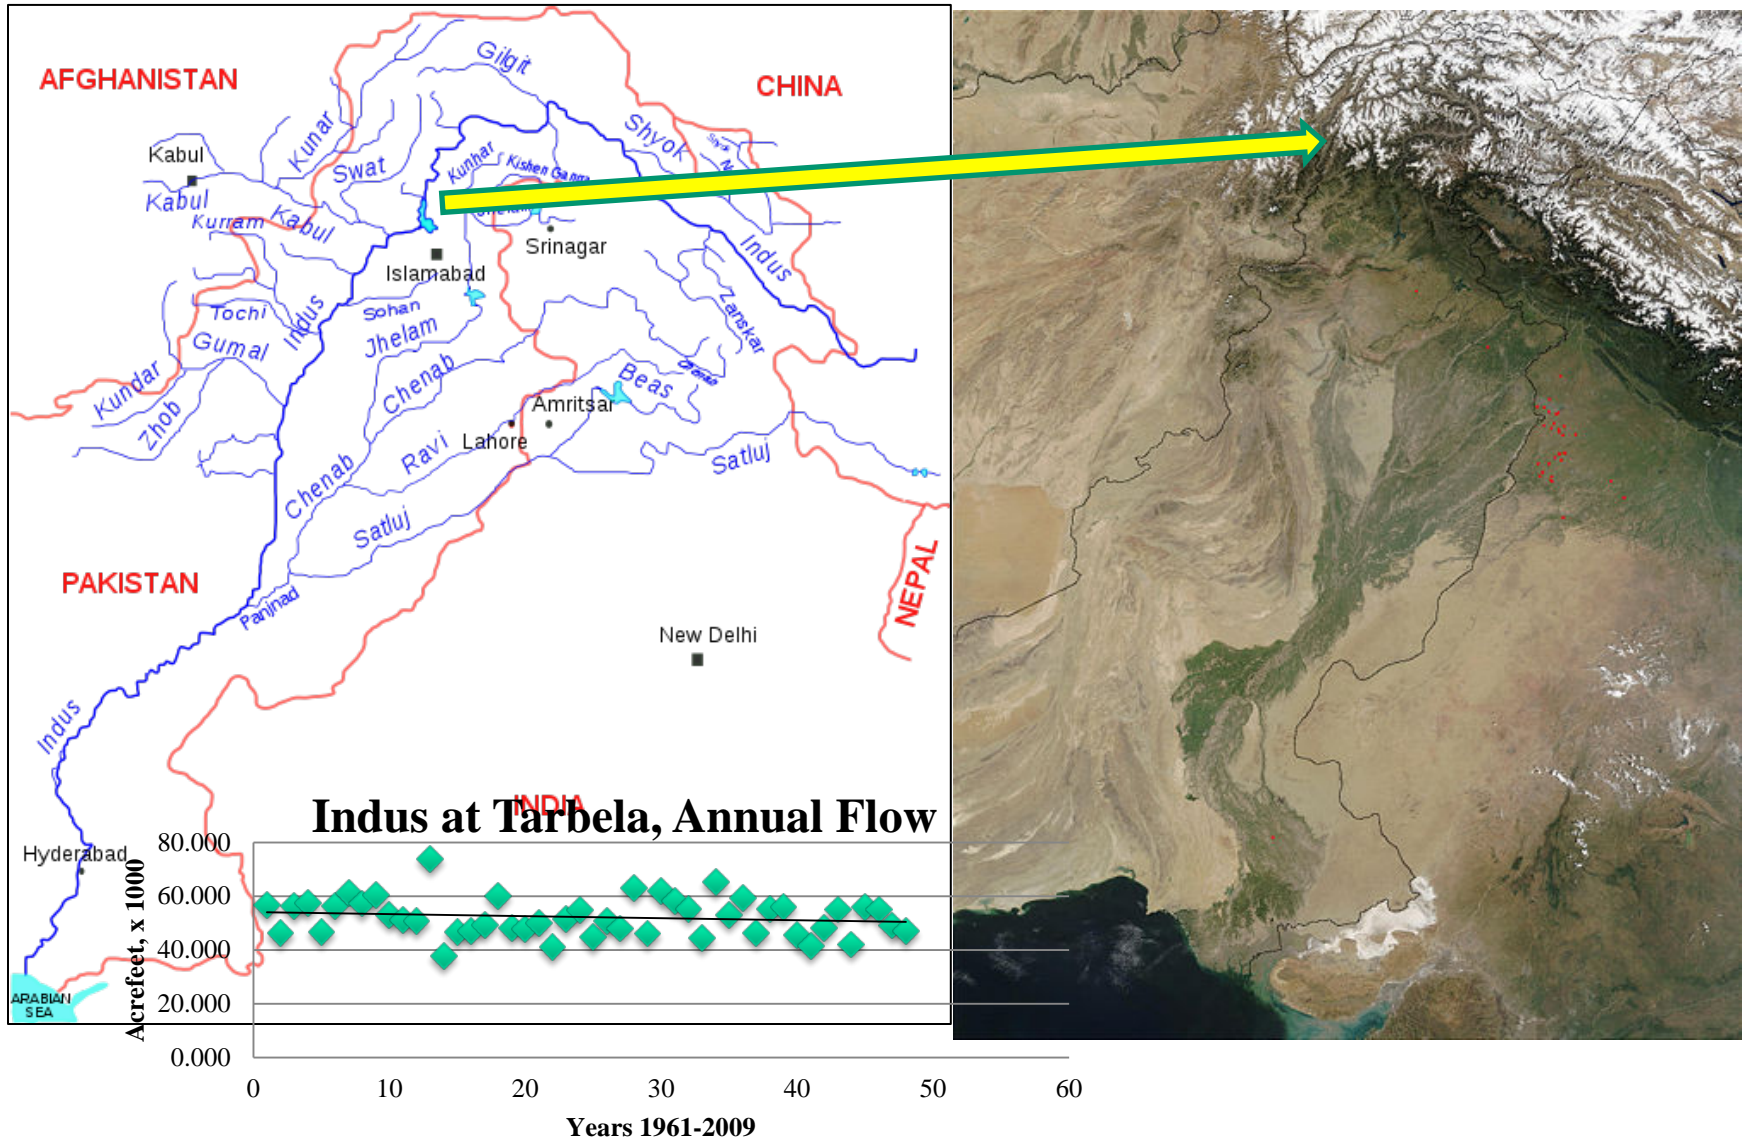 AFGHANISTAN
CHINA
Gilgit
Kunar
Shyok
Shyok
Kabul
Swat
Kunhar
Kishen Ganga
Kabul
Kurram
Kabul
Srinagar
Indus
Islamabad
Tochi
Indus
Sohan
Zanskar
Gumal
Jhelam
Kundar
Chenab
Beas
Chenab
Zhob
Amritsar
Lahore
Ravi
Satluj
Chenab
Satluj
PAKISTAN
NEPAL
Panjnad
New Delhi
Indus
INDIA
Indus at Tarbela, Annual Flow
Hyderabad
ARABIAN
SEA
Acrefeet, x 1000
80.000
60.000
40.000
20.000
0.000
0 10 20 30 40 50 60
Years 1961-2009